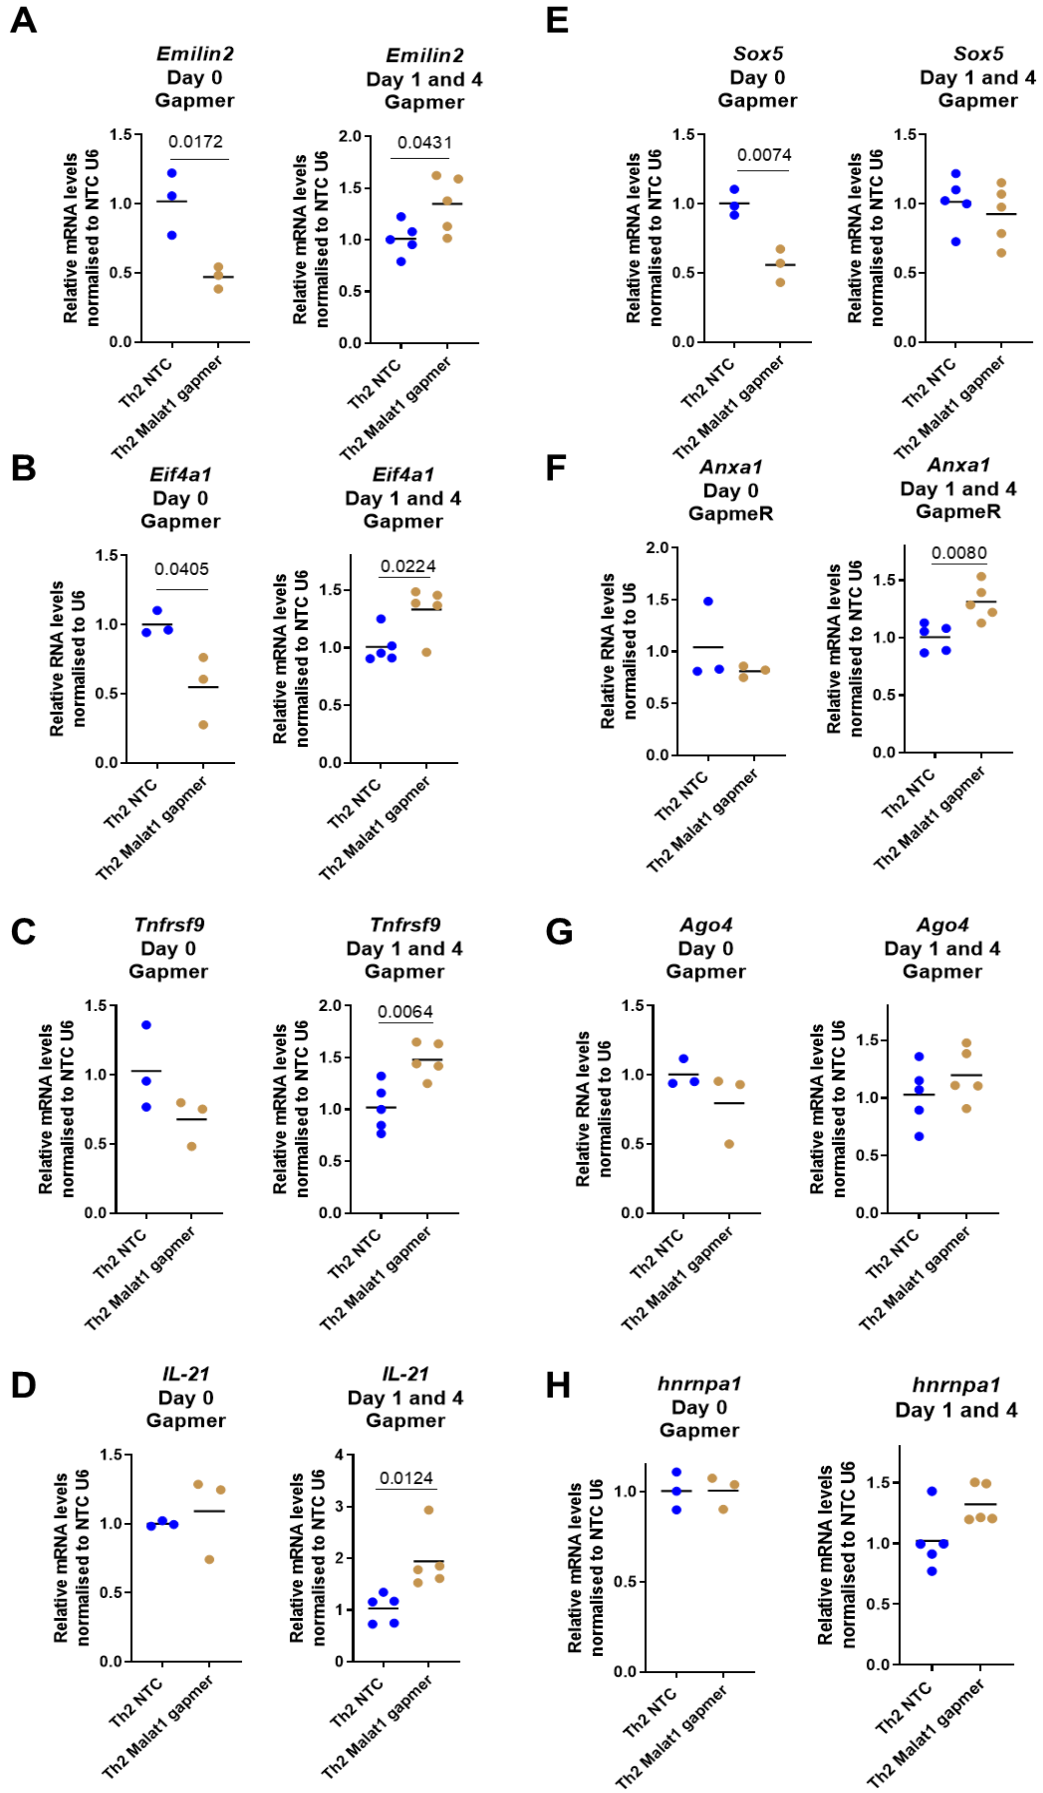 A
Emilin2
Day 0
Gapmer
Relative mRNA levels
normalised to NTC U6
1.5
1.0
0.5
0.0
0.0172
Th2 NTC
Th2 Malat1 gapmer
Emilin2
Day 1 and 4
Gapmer
Relative mRNA levels
normalised to NTC U6
2.0
1.5
1.0
0.5
0.0
0.0431
Th2 NTC
Th2 Malat1 gapmer
E
Sox5
Day 0
Gapmer
Relative mRNA levels
normalised to NTC U6
1.5
1.0
0.5
0.0
0.0074
Th2 NTC
Th2 Malat1 gapmer
Sox5
Day 1 and 4
Gapmer
Relative mRNA levels
normalised to NTC U6
1.5
1.0
0.5
0.0
Th2 NTC
Th2 Malat1 gapmer
B
Eif4a1
Day 0
Gapmer
Relative RNA levels
normalised to U6
1.5
1.0
0.5
0.0
0.0405
Th2 NTC
Th2 Malat1 gapmer
Eif4a1
Day 1 and 4
Gapmer
Relative mRNA levels
normalised to NTC U6
1.5
1.0
0.5
0.0
0.0224
Th2 NTC
Th2 Malat1 gapmer
F
Anxa1
Day 0
GapmeR
Relative RNA levels
normalised to U6
2.0
1.5
1.0
0.5
0.0
Th2 NTC
Th2 Malat1 gapmer
Anxa1
Day 1 and 4
GapmeR
Relative mRNA levels
normalised to NTC U6
1.5
1.0
0.5
0.0
0.0080
Th2 NTC
Th2 Malat1 gapmer
C
Tnfrsf9
Day 0
Gapmer
Relative mRNA levels
normalised to NTC U6
1.5
1.0
0.5
0.0
Th2 NTC
Th2 Malat1 gapmer
Tnfrsf9
Day 1 and 4
Gapmer
Relative mRNA levels
normalised to NTC U6
2.0
1.5
1.0
0.5
0.0
0.0064
Th2 NTC
Th2 Malat1 gapmer
G
Ago4
Day 0
Gapmer
Relative RNA levels
normalised to U6
1.5
1.0
0.5
0.0
Th2 NTC
Th2 Malat1 gapmer
Ago4
Day 1 and 4
Gapmer
Relative mRNA levels
normalised to NTC U6
1.5
1.0
0.5
0.0
Th2 NTC
Th2 Malat1 gapmer
D
IL-21
Day 0
Gapmer
Relative mRNA levels
normalised to NTC U6
1.5
1.0
0.5
0.0
Th2 NTC
Th2 Malat1 gapmer
IL-21
Day 1 and 4
Gapmer
Relative mRNA levels
normalised to NTC U6
4
3
2
1
0
0.0124
Th2 NTC
Th2 Malat1 gapmer
H
hnrnpa1
Day 0
Gapmer
Relative mRNA levels
normalised to NTC U6
1.0
0.5
0.0
Th2 NTC
Th2 Malat1 gapmer
hnrnpa1
Day 1 and 4
Relative mRNA levels
normalised to NTC U6
1.5
1.0
0.5
0.0
Th2 NTC
Th2 Malat1 gapmer